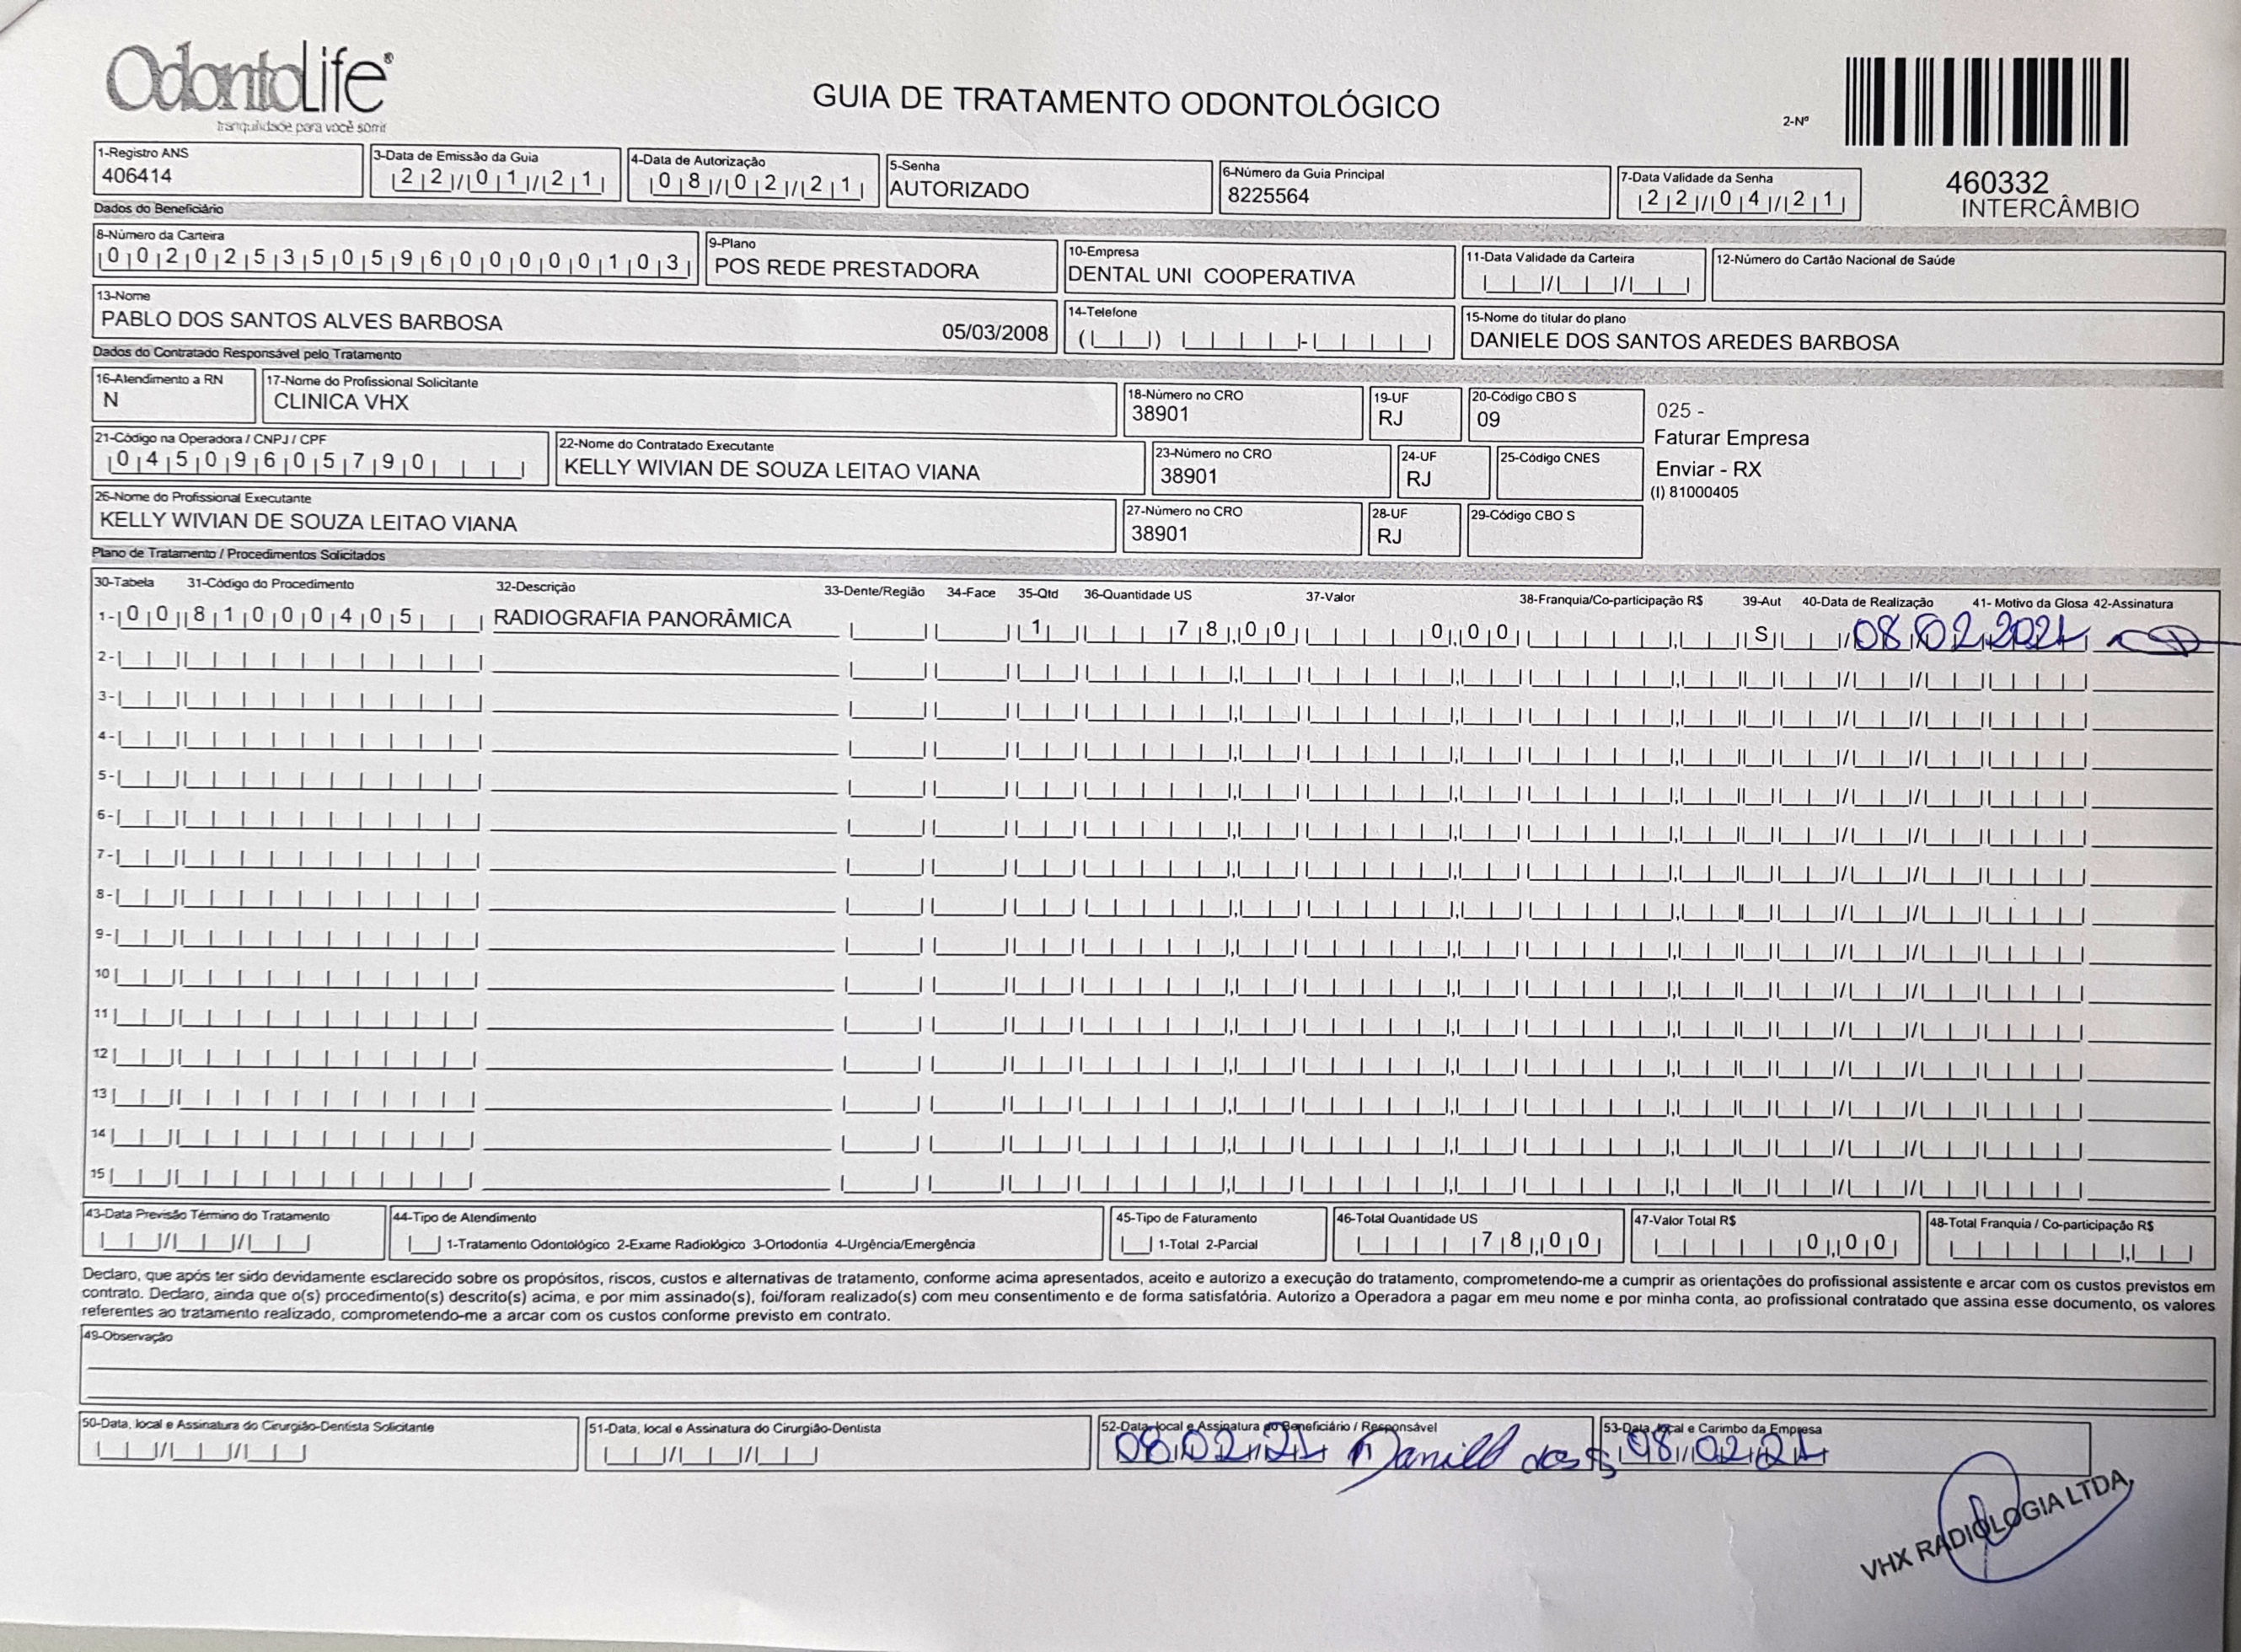 OdontoLife®
tranquilidade para você sorrir
GUIA DE TRATAMENTO ODONTOLÓGICO
2-Nº
460332
INTERCÂMBIO
1-Registro ANS
406414
3-Data de Emissão da Guia
22/01/21
4-Data de Autorização
08/02/21
5-Senha
AUTORIZADO
6-Número da Guia Principal
8225564
7-Data Validade da Senha
22/04/21
Dados do Beneficiário
8-Número da Carteira
00202535059600000103
9-Plano
POS REDE PRESTADORA
10-Empresa
DENTAL UNI COOPERATIVA
11-Data Validade da Carteira
12-Número do Cartão Nacional de Saúde
13-Nome
PABLO DOS SANTOS ALVES BARBOSA 05/03/2008
14-Telefone
15-Nome do titular do plano
DANIELE DOS SANTOS AREDES BARBOSA
Dados do Contratado Responsável pelo Tratamento
16-Atendimento a RN
N
17-Nome do Profissional Solicitante
CLINICA VHX
18-Número no CRO
38901
19-UF
RJ
20-Código CBO S
09
025 -
Faturar Empresa
Enviar - RX
(I) 81000405
21-Código na Operadora / CNPJ / CPF
04509605790
22-Nome do Contratado Executante
KELLY WIVIAN DE SOUZA LEITAO VIANA
23-Número no CRO
38901
24-UF
RJ
25-Código CNES
26-Nome do Profissional Executante
KELLY WIVIAN DE SOUZA LEITAO VIANA
27-Número no CRO
38901
28-UF
RJ
29-Código CBO S
Plano de Tratamento / Procedimentos Solicitados
30-Tabela 31-Código do Procedimento 32-Descrição 33-Dente/Região 34-Face 35-Qtd 36-Quantidade US 37-Valor 38-Franquia/Co-participação R$ 39-Aut 40-Data de Realização 41- Motivo da Glosa 42-Assinatura
1- 00 81000405 RADIOGRAFIA PANORÂMICA 1 78,00 0,00 S 08 02 2021
2-
3-
4-
5-
6-
7-
8-
9-
10
11
12
13
14
15
43-Data Previsão Término do Tratamento
44-Tipo de Atendimento
1-Tratamento Odontológico 2-Exame Radiológico 3-Ortodontia 4-Urgência/Emergência
45-Tipo de Faturamento
1-Total 2-Parcial
46-Total Quantidade US
78,00
47-Valor Total R$
0,00
48-Total Franquia / Co-participação R$
Declaro, que após ter sido devidamente esclarecido sobre os propósitos, riscos, custos e alternativas de tratamento, conforme acima apresentados, aceito e autorizo a execução do tratamento, comprometendo-me a cumprir as orientações do profissional assistente e arcar com os custos previstos em
contrato. Declaro, ainda que o(s) procedimento(s) descrito(s) acima, e por mim assinado(s), foi/foram realizado(s) com meu consentimento e de forma satisfatória. Autorizo a Operadora a pagar em meu nome e por minha conta, ao profissional contratado que assina esse documento, os valores
referentes ao tratamento realizado, comprometendo-me a arcar com os custos conforme previsto em contrato.
49-Observação
50-Data, local e Assinatura do Cirurgião-Dentista Solicitante
51-Data, local e Assinatura do Cirurgião-Dentista
52-Data, local e Assinatura do Beneficiário / Responsável
08 02 21 dos S
53-Data, local e Carimbo da Empresa
08 02 21
VHX RADIOLOGIA LTDA